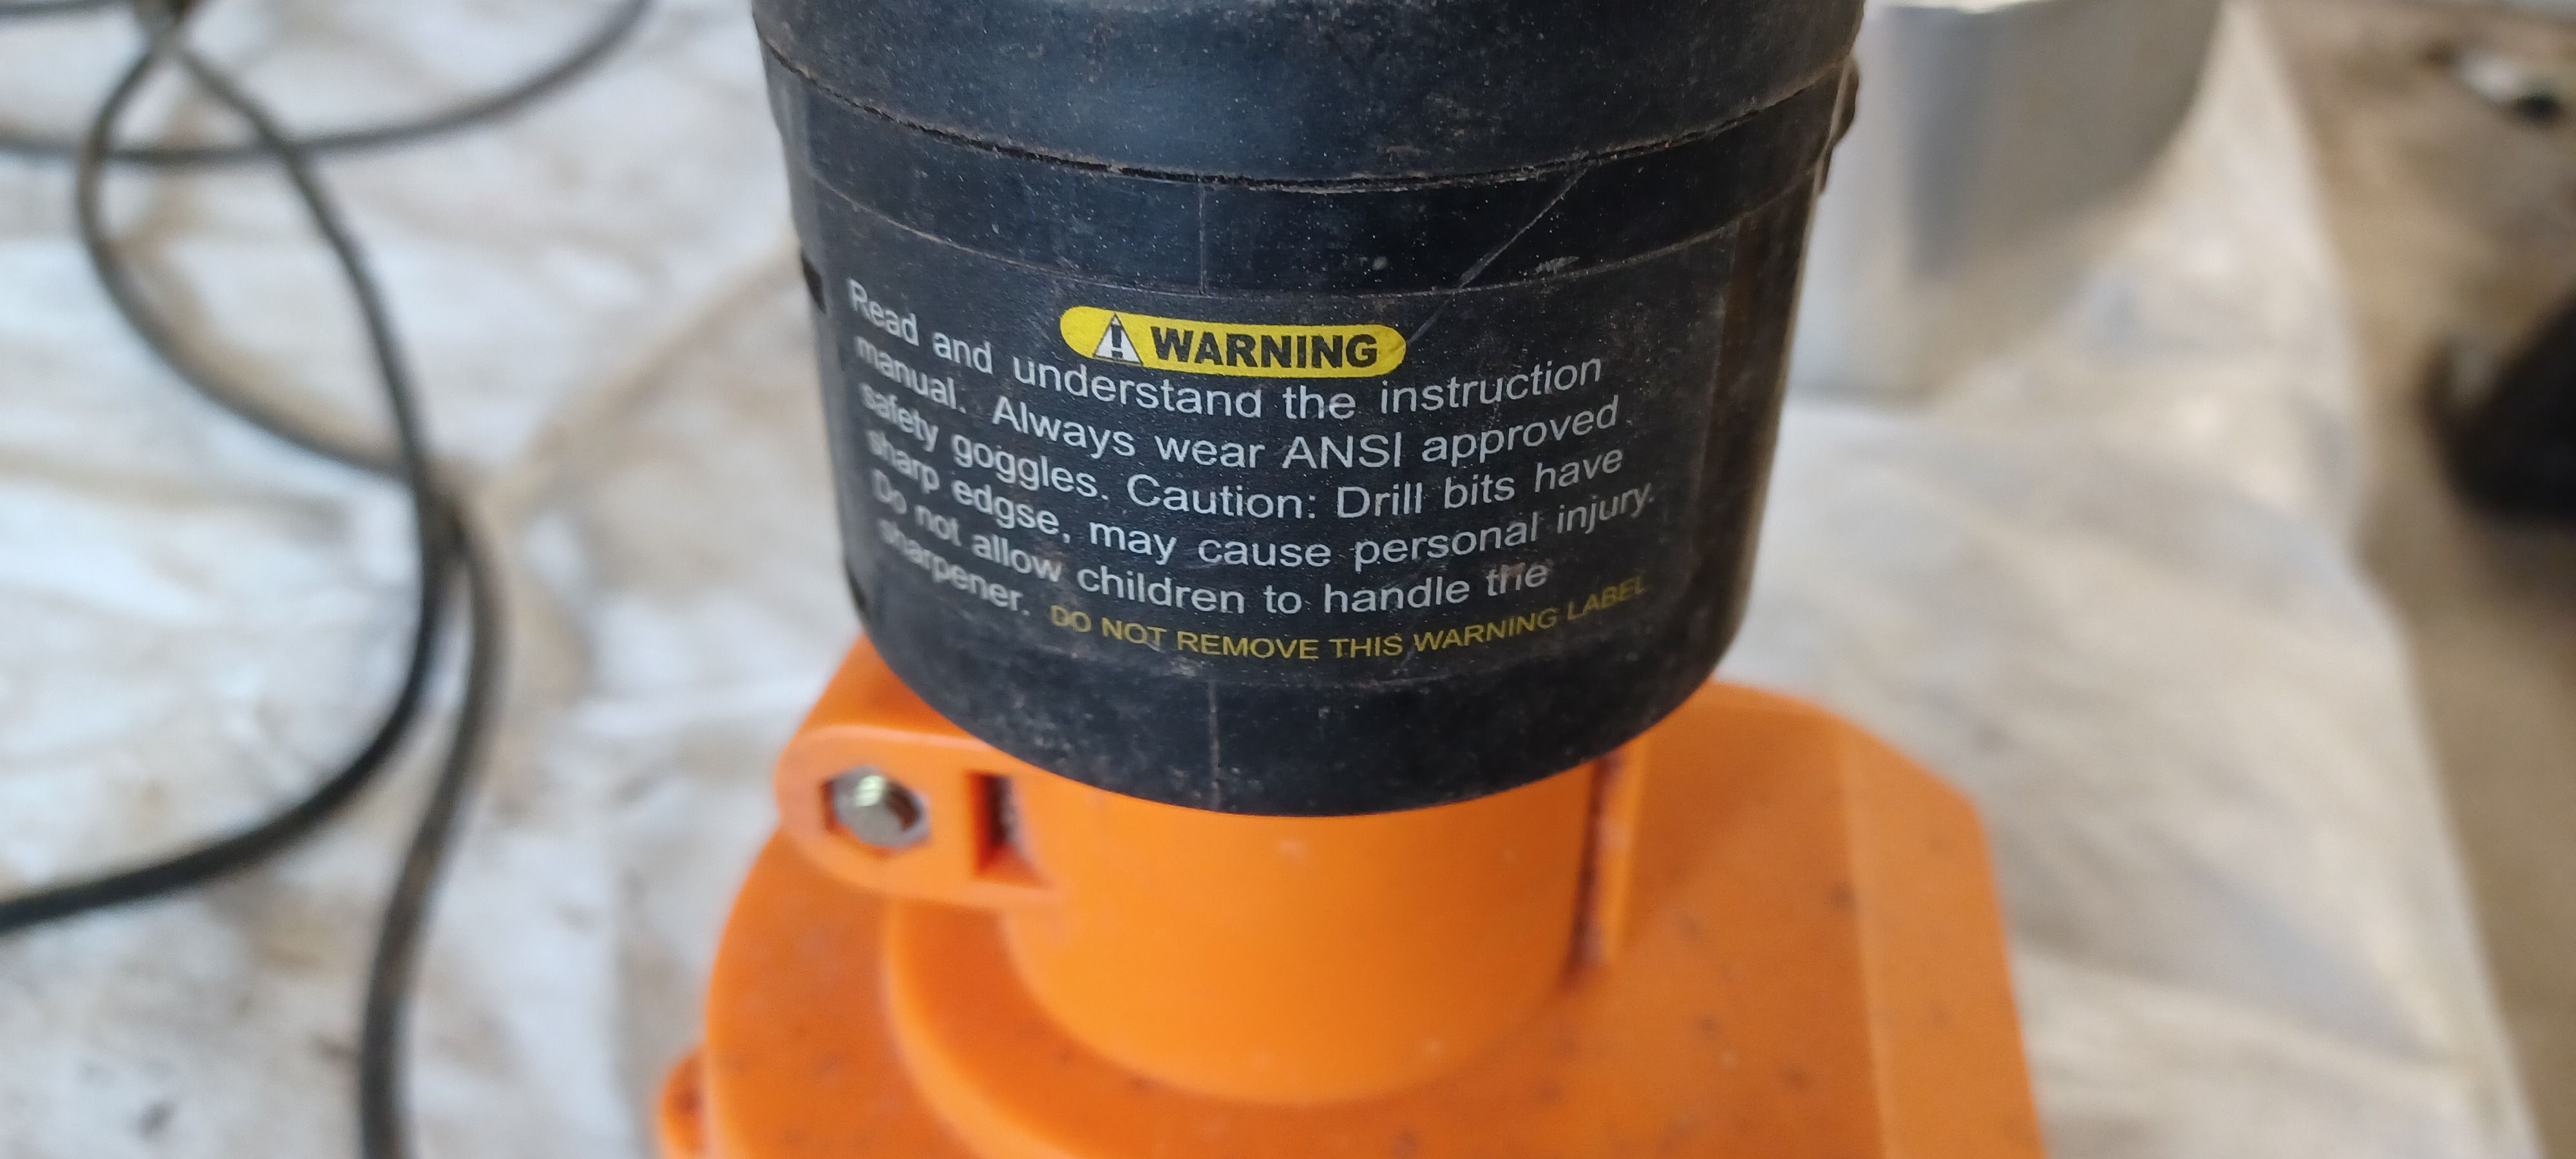 WARNING
Read and understand the instruction
manual. Always wear ANSI approved
safety goggles. Caution: Drill bits have
sharp edgse, may cause personal injury.
Do not allow children to handle the
sharpener. DO NOT REMOVE THIS WARNING LABEL